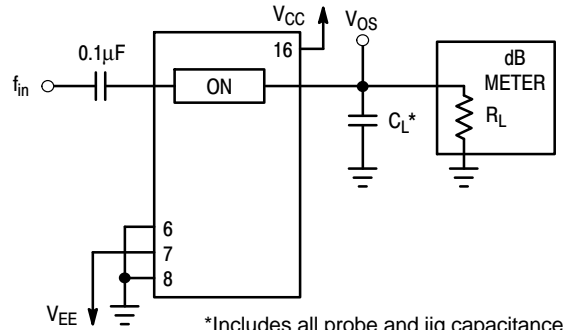 V_CC
V_OS
0.1µF
16
dB
METER
f_in
ON
C_L*
R_L
6
7
8
V_EE
*Includes all probe and jig capacitance